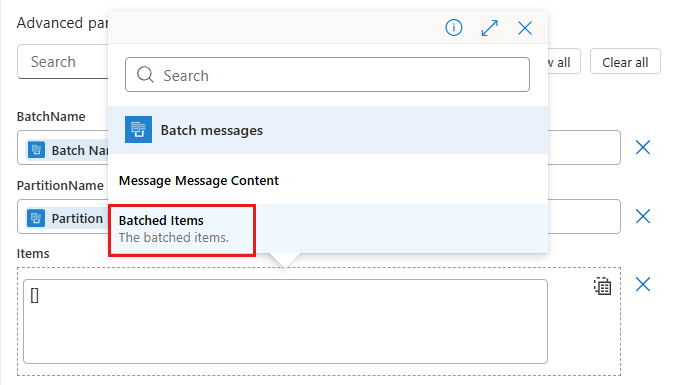 Advanced par
Search
w all
Clear all
Search
Batch messages
BatchName
Batch Nar
Message Message Content
PartitionName
Batched Items
Partition
The batched items.
Items
[]